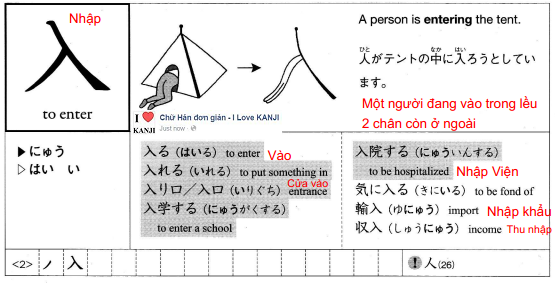 Nhập
入
to enter
I ❤ KANJI
Chữ Hán đơn giản - I Love KANJI
Just now
A person is entering the tent.
人がテントの中に入ろうとしてい
ひと なか はい
ます。
Một người đang vào trong lều
2 chân còn ở ngoài
▶にゅう
▷はい い
入る (はいる) to enter Vào
入れる (いれる) to put something in
入り口/入口 (いりぐち) entrance Cửa vào
入学する (にゅうがくする)
to enter a school
入院する (にゅういんする)
to be hospitalized Nhập Viện
気に入る (きにいる) to be fond of
輸入 (ゆにゅう) import Nhập khẩu
収入 (しゅうにゅう) income Thu nhập
<2> ノ 入
! 人 (26)